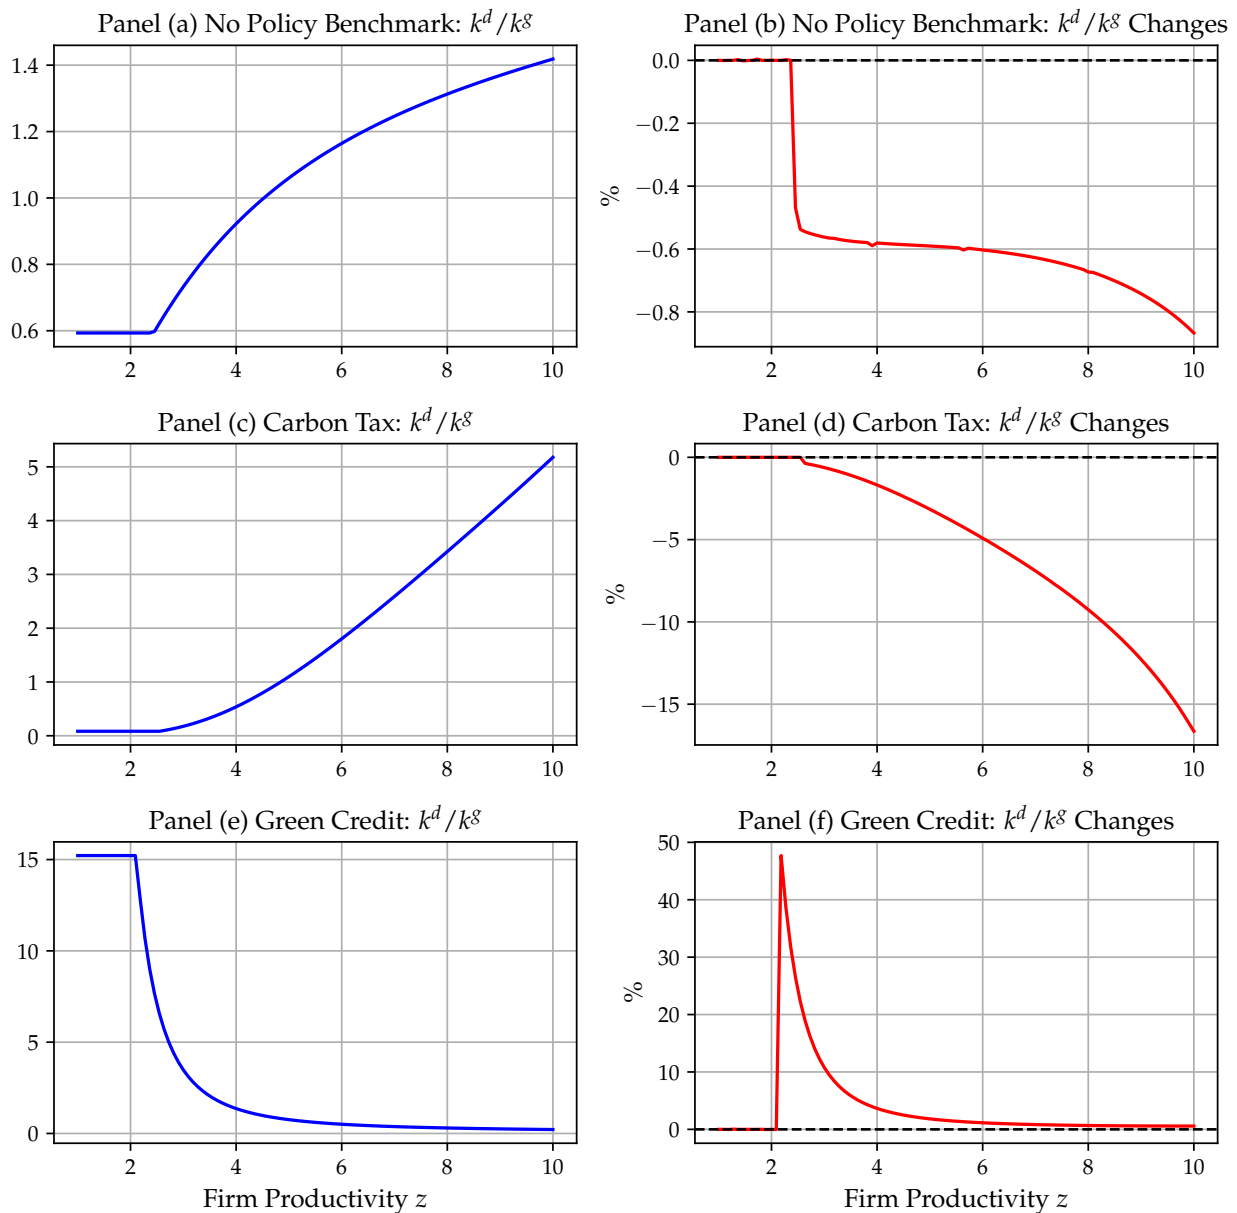 Panel (a) No Policy Benchmark: k^d/k^g
1.4
1.2
1.0
0.8
0.6
2 4 6 8 10
Panel (b) No Policy Benchmark: k^d/k^g Changes
%
0.0
−0.2
−0.4
−0.6
−0.8
2 4 6 8 10
Panel (c) Carbon Tax: k^d/k^g
5
4
3
2
1
0
2 4 6 8 10
Panel (d) Carbon Tax: k^d/k^g Changes
%
0
−5
−10
−15
2 4 6 8 10
Panel (e) Green Credit: k^d/k^g
15
10
5
0
2 4 6 8 10
Firm Productivity z
Panel (f) Green Credit: k^d/k^g Changes
%
50
40
30
20
10
0
2 4 6 8 10
Firm Productivity z